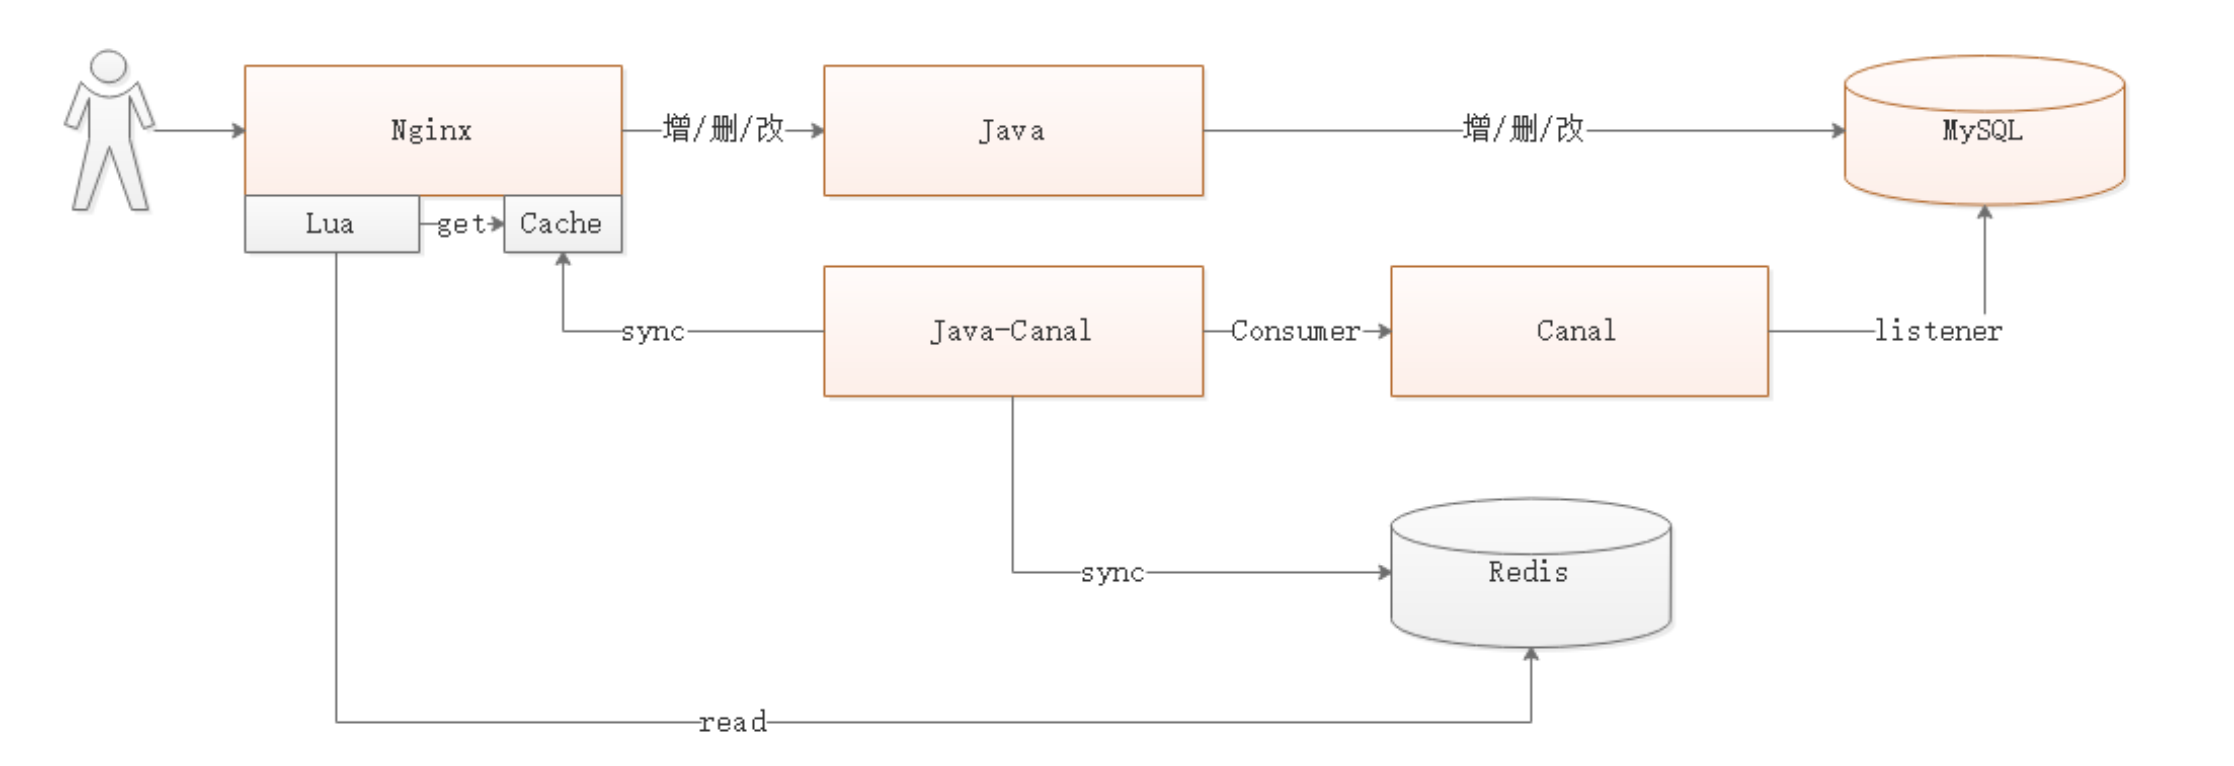 Nginx
增/删/改
Java
增/删/改
MySQL
Lua
get
Cache
sync
Java-Canal
Consumer
Canal
listener
sync
Redis
read